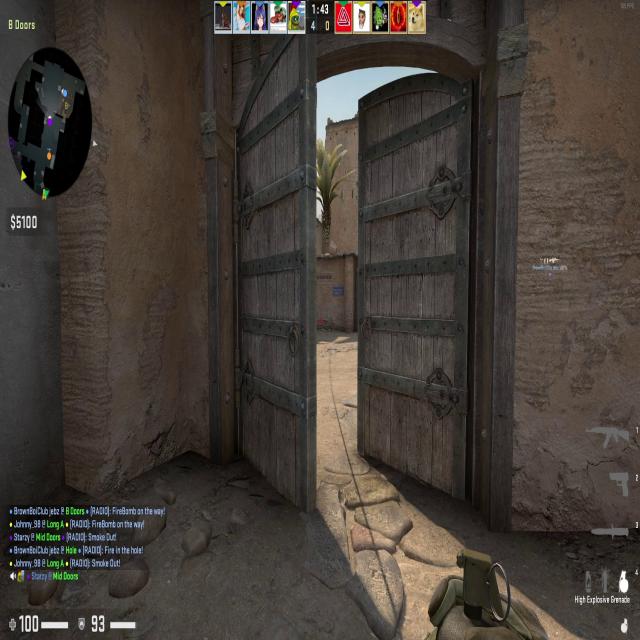 1:43
4 0
B Doors
$5100
BrownBoiClub jebz @ B Doors • [RADIO]: FireBomb on the way!
Johnny_98 @ Long A • [RADIO]: FireBomb on the way!
Starzy @ Mid Doors • [RADIO]: Smoke Out!
BrownBoiClub jebz @ Hole • [RADIO]: Fire in the hole!
Johnny_98 @ Long A • [RADIO]: Smoke Out!
Starzy @ Mid Doors
1
2
3
4
High Explosive Grenade
100
93